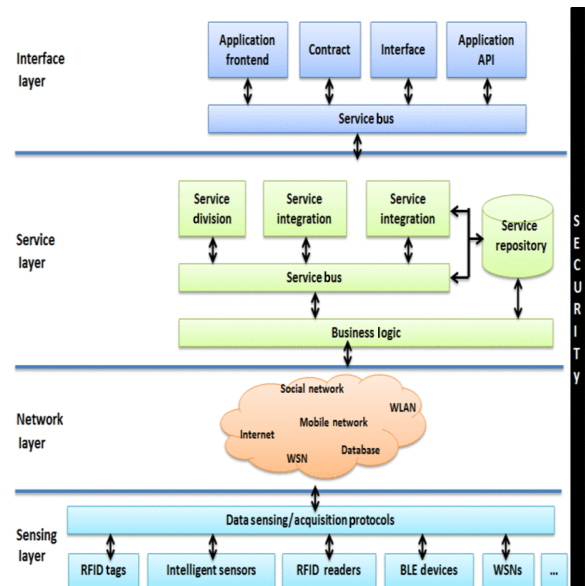 Interface
layer
Application
frontend
Contract
Interface
Application
API
Service bus
Service
layer
Service
division
Service
integration
Service
integration
Service
repository
Service bus
Business logic
Network
layer
Social network
WLAN
Mobile network
Internet
Database
WSN
Sensing
layer
Data sensing/acquisition protocols
RFID tags
Intelligent sensors
RFID readers
BLE devices
WSNs
...
S
E
C
U
R
I
T
y